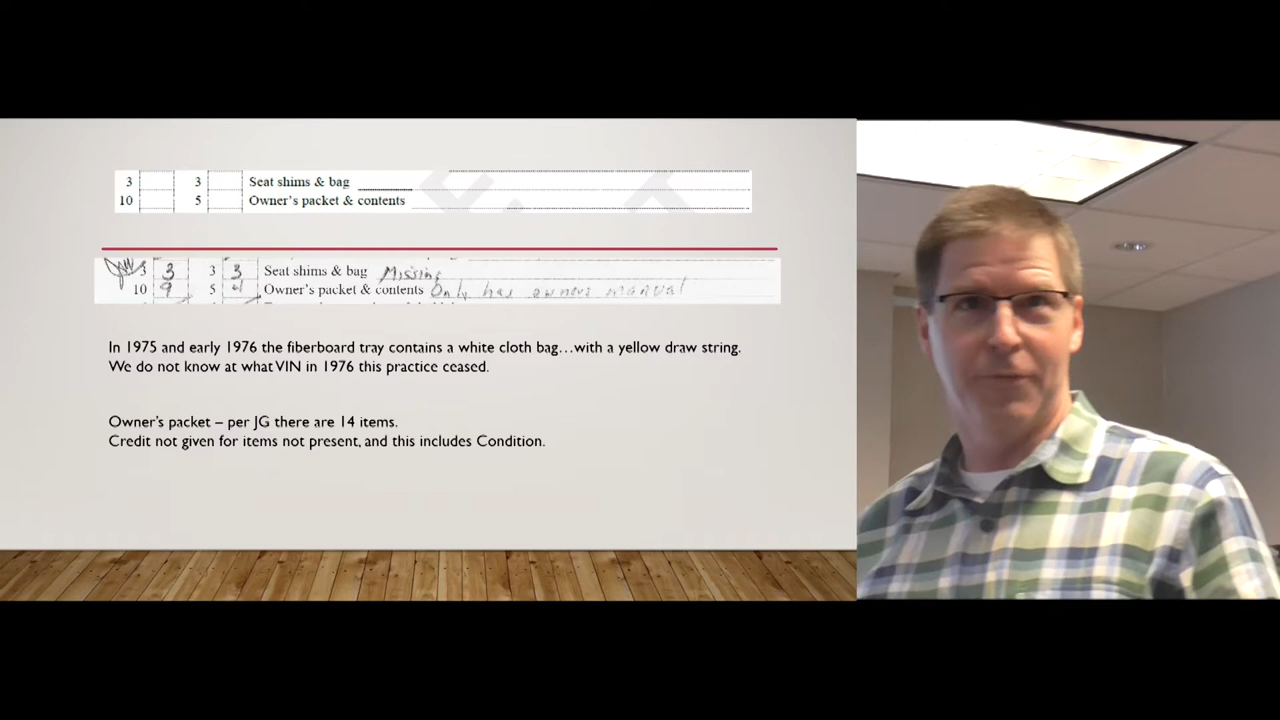 3 3 Seat shims & bag
10 5 Owner's packet & contents
3 3 3 3 Seat shims & bag Missing
10 9 5 4 Owner's packet & contents Only has owners manual
In 1975 and early 1976 the fiberboard tray contains a white cloth bag…with a yellow draw string.
We do not know at what VIN in 1976 this practice ceased.
Owner's packet – per JG there are 14 items.
Credit not given for items not present, and this includes Condition.